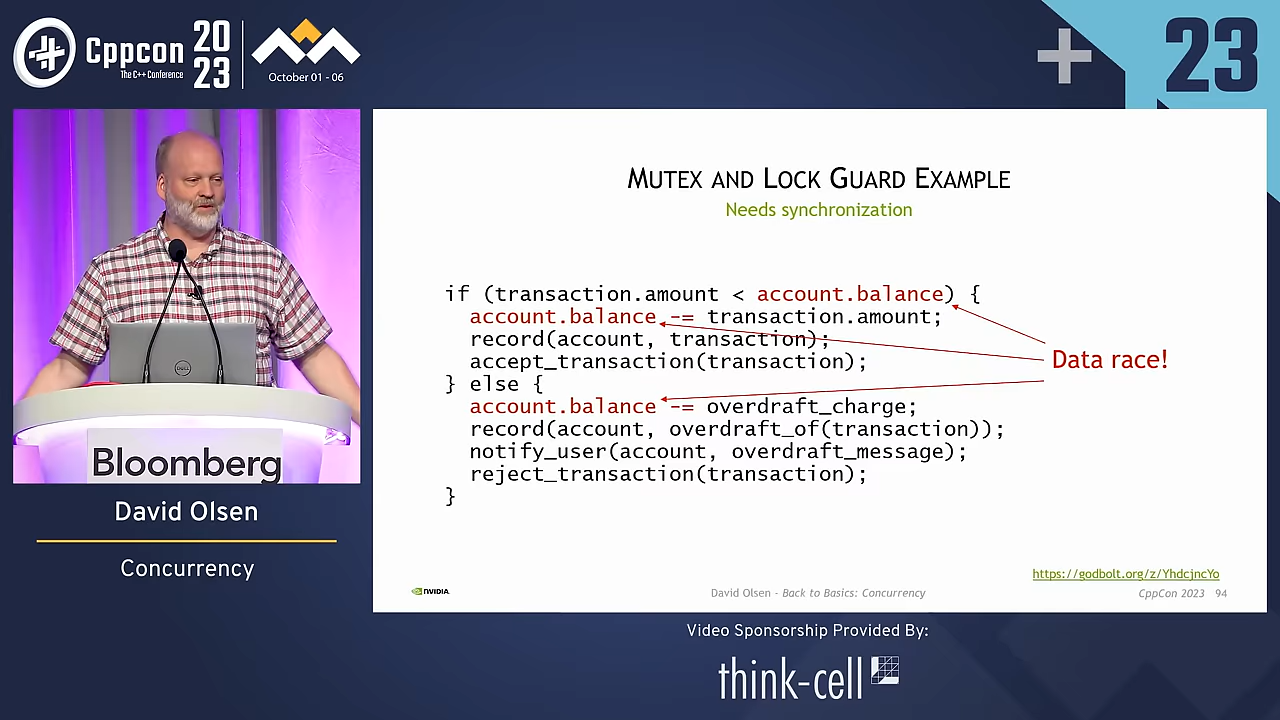 Cppcon
The C++ Conference
20
23
October 01 - 06
23
MUTEX AND LOCK GUARD EXAMPLE
Needs synchronization
if (transaction.amount < account.balance) {
account.balance -= transaction.amount;
record(account, transaction);
accept_transaction(transaction);
} else {
account.balance -= overdraft_charge;
record(account, overdraft_of(transaction));
notify_user(account, overdraft_message);
reject_transaction(transaction);
}
Data race!
https://godbolt.org/z/YhdcjncYo
NVIDIA
David Olsen - Back to Basics: Concurrency
CppCon 2023 94
DELL
Bloomberg
David Olsen
Concurrency
Video Sponsorship Provided By:
think-cell